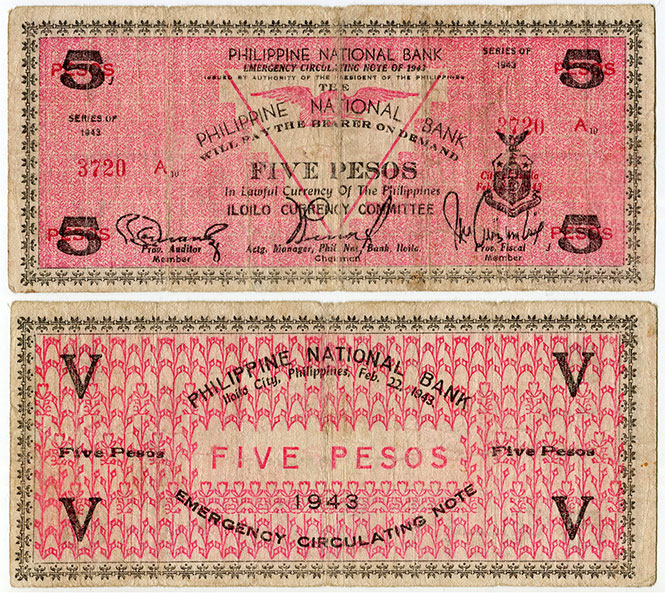 5 PESOS
PHILIPPINE NATIONAL BANK
EMERGENCY CIRCULATING NOTE OF 1943
ISSUED BY AUTHORITY OF THE PRESIDENT OF THE PHILIPPINES
SERIES OF
1943
5 PESOS
J
THE
PHILIPPINE NATIONAL BANK
WILL PAY THE BEARER ON DEMAND
SERIES OF
1943
3720 A 10
3720 A 10
FIVE PESOS
In Lawful Currency Of The Philippines
ILOILO CURRENCY COMMITTEE
5 PESOS
5 PESOS
Prov. Auditor
Member
Actg. Manager, Phil Nat. Bank, Iloilo.
Chairman
Prov. Fiscal
Member
J
V
V
PHILIPPINE NATIONAL BANK
Iloilo City, Philippines, Feb. 22, 1943
Five Pesos
FIVE PESOS
Five Pesos
1943
EMERGENCY CIRCULATING NOTE
V
V